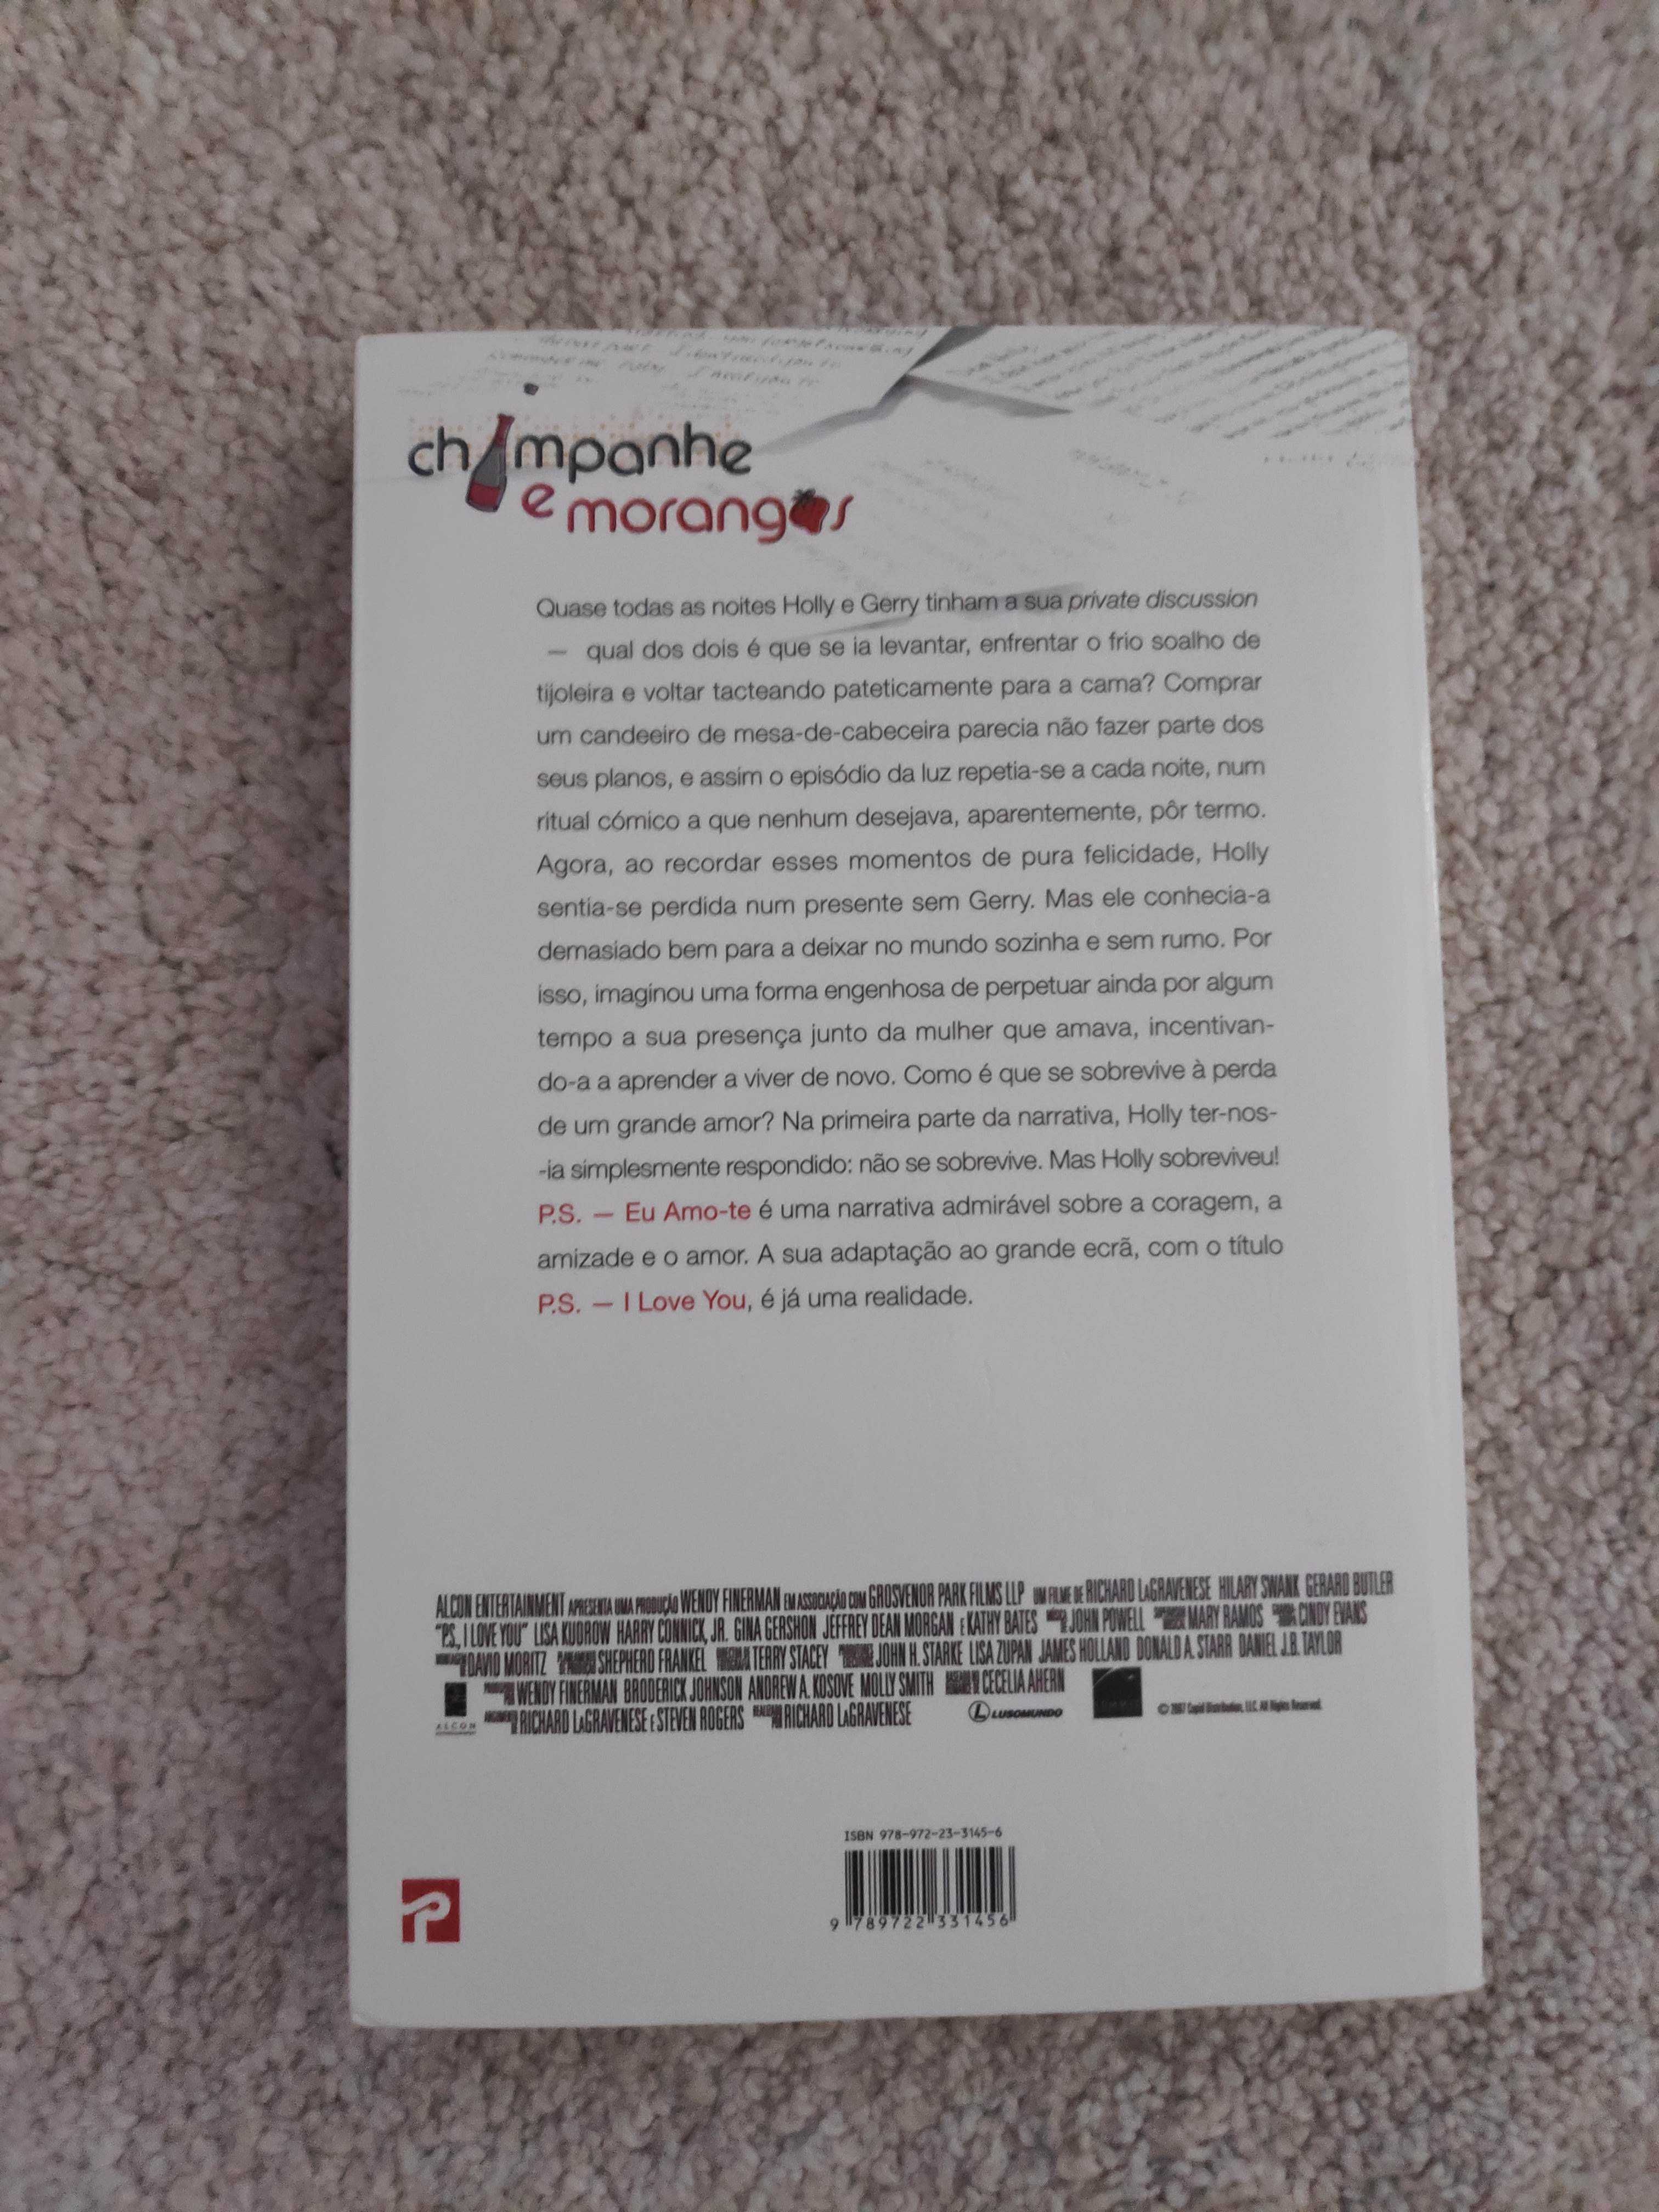 champanhe
e morangos
Quase todas as noites Holly e Gerry tinham a sua private discussion
— qual dos dois é que se ia levantar, enfrentar o frio soalho de
tijoleira e voltar tacteando pateticamente para a cama? Comprar
um candeeiro de mesa-de-cabeceira parecia não fazer parte dos
seus planos, e assim o episódio da luz repetia-se a cada noite, num
ritual cómico a que nenhum desejava, aparentemente, pôr termo.
Agora, ao recordar esses momentos de pura felicidade, Holly
sentia-se perdida num presente sem Gerry. Mas ele conhecia-a
demasiado bem para a deixar no mundo sozinha e sem rumo. Por
isso, imaginou uma forma engenhosa de perpetuar ainda por algum
tempo a sua presença junto da mulher que amava, incentivan-
do-a a aprender a viver de novo. Como é que se sobrevive à perda
de um grande amor? Na primeira parte da narrativa, Holly ter-nos-
-ia simplesmente respondido: não se sobrevive. Mas Holly sobreviveu!
P.S. — Eu Amo-te é uma narrativa admirável sobre a coragem, a
amizade e o amor. A sua adaptação ao grande ecrã, com o título
P.S. — I Love You, é já uma realidade.
ALCON ENTERTAINMENT APRESENTA UMA PRODUÇÃO WENDY FINERMAN EM ASSOCIAÇÃO COM GROSVENOR PARK FILMS LLP UM FILME DE RICHARD LAGRAVENESE HILARY SWANK GERARD BUTLER
"P.S., I LOVE YOU" LISA KUDROW HARRY CONNICK, JR. GINA GERSHON JEFFREY DEAN MORGAN E KATHY BATES JOHN POWELL MARY RAMOS CINDY EVANS
DAVID MORITZ SHEPHERD FRANKEL TERRY STACEY JOHN H. STARKE LISA ZUPAN JAMES HOLLAND DONALD A. STARR DANIEL J.B. TAYLOR
WENDY FINERMAN BRODERICK JOHNSON ANDREW A. KOSOVE MOLLY SMITH CECELIA AHERN
RICHARD LAGRAVENESE E STEVEN ROGERS RICHARD LAGRAVENESE
ALCON
LUSOMUNDO
© 2007 Cupid Distribution, LLC. All Rights Reserved.
ISBN 978-972-23-3145-6
9 789722 331456